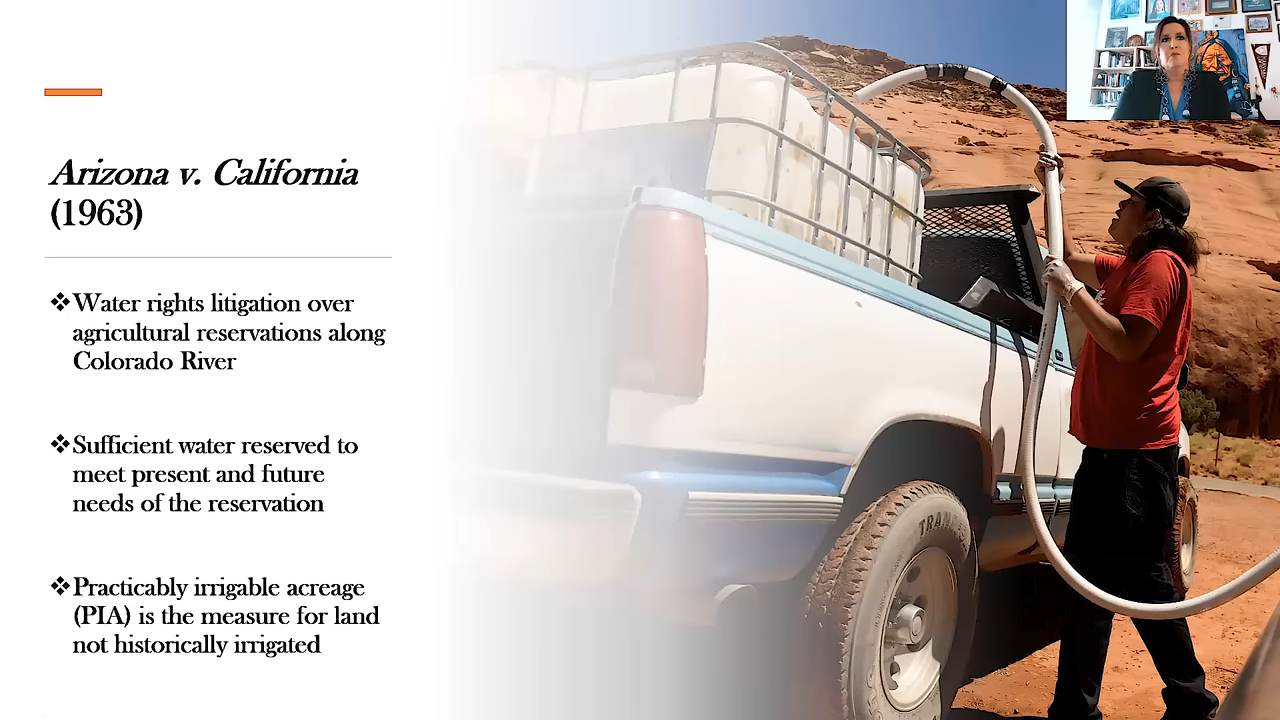 Arizona v. California
(1963)
❖Water rights litigation over
agricultural reservations along
Colorado River
❖Sufficient water reserved to
meet present and future
needs of the reservation
❖Practicably irrigable acreage
(PIA) is the measure for land
not historically irrigated